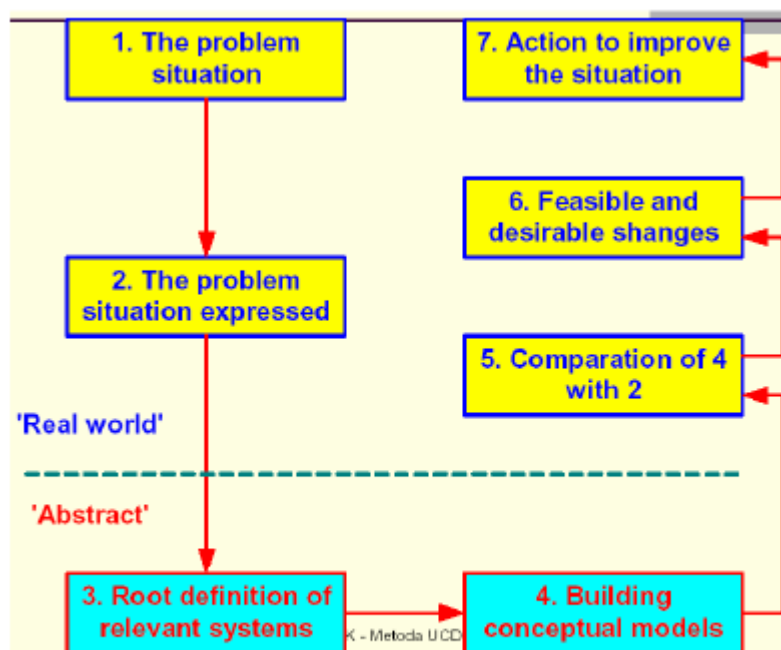 1. The problem
situation
7. Action to improve
the situation
6. Feasible and
desirable shanges
2. The problem
situation expressed
5. Comparation of 4
with 2
'Real world'
'Abstract'
3. Root definition of
relevant systems
K - Metoda UCD
4. Building
conceptual models